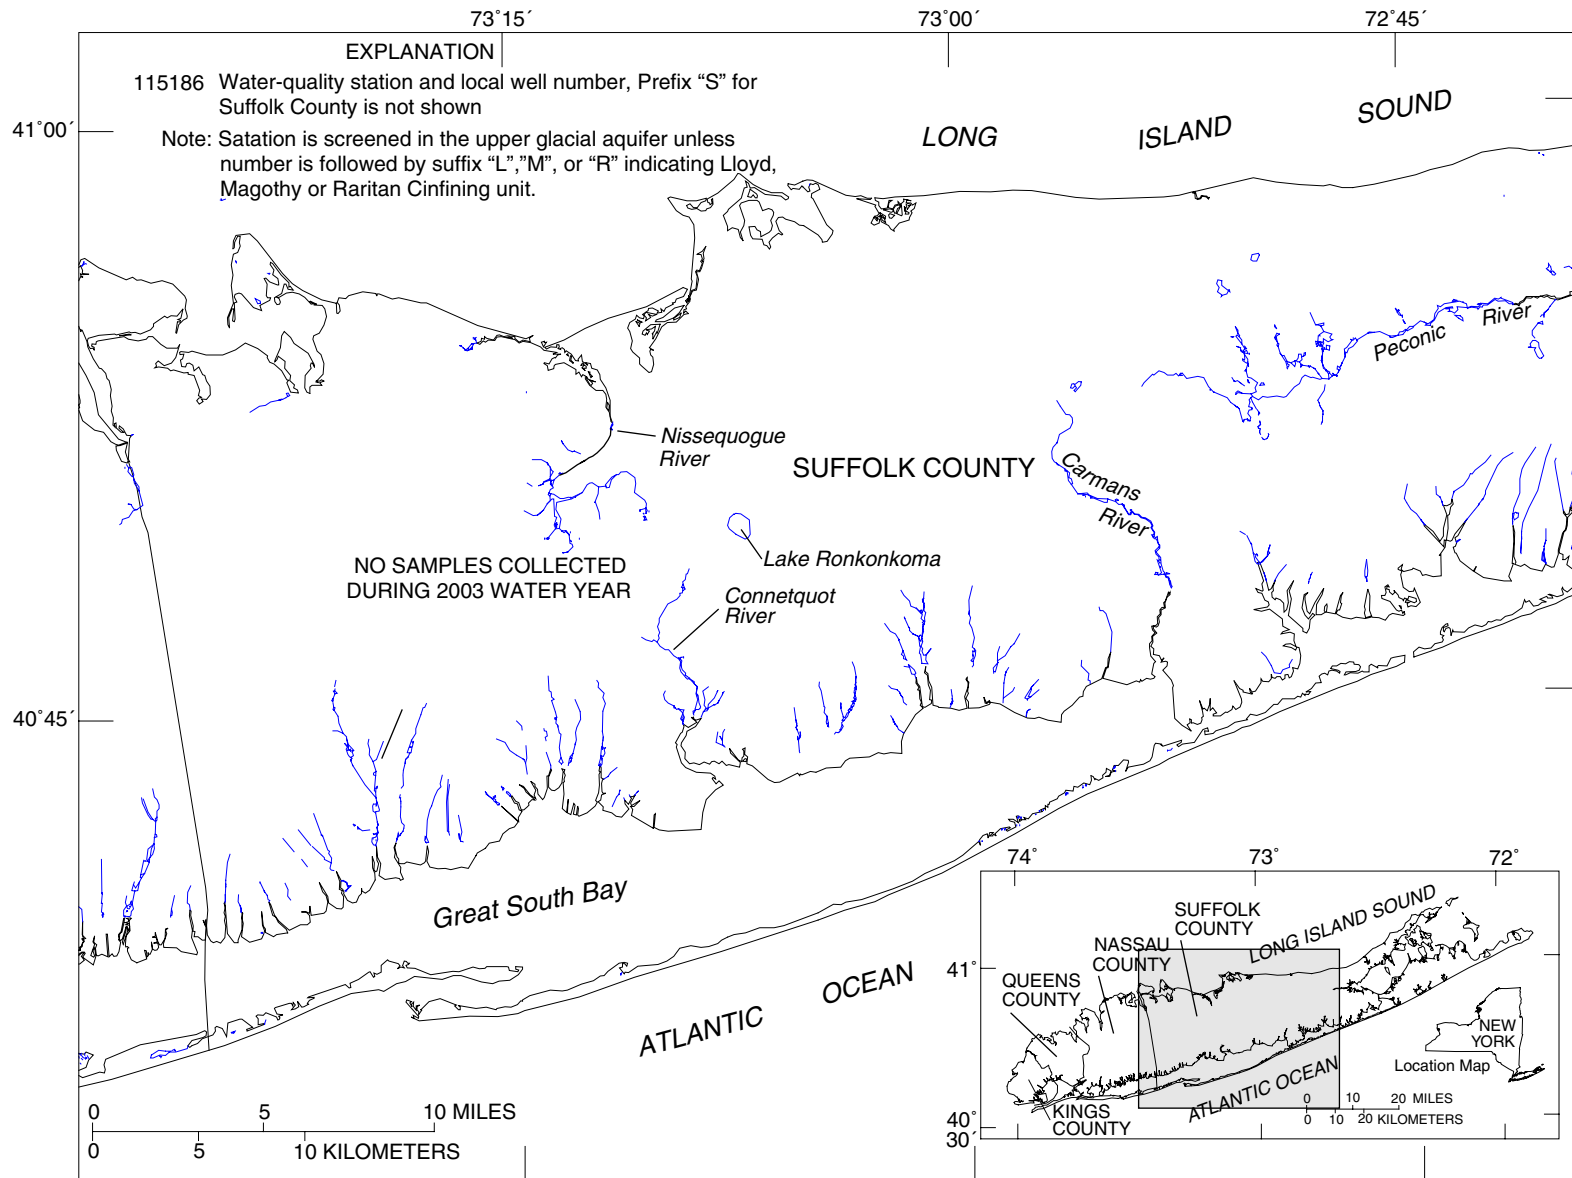 73°15´
73°00´
72°45´
EXPLANATION
115186 Water-quality station and local well number, Prefix “S” for
Suffolk County is not shown
Note: Satation is screened in the upper glacial aquifer unless
number is followed by suffix “L”,”M”, or “R” indicating Lloyd,
Magothy or Raritan Cinfining unit.
41°00´
LONG ISLAND SOUND
Peconic River
Nissequogue
River
SUFFOLK COUNTY
Carmans
River
Lake Ronkonkoma
NO SAMPLES COLLECTED
DURING 2003 WATER YEAR
Connetquot
River
40°45´
Great South Bay
ATLANTIC OCEAN
0 5 10 MILES
0 5 10 KILOMETERS
74°
73°
72°
SUFFOLK
COUNTY
NASSAU
COUNTY
QUEENS
COUNTY
LONG ISLAND SOUND
41°
NEW
YORK
Location Map
ATLANTIC OCEAN
KINGS
COUNTY
0 10 20 MILES
0 10 20 KILOMETERS
40°
30´